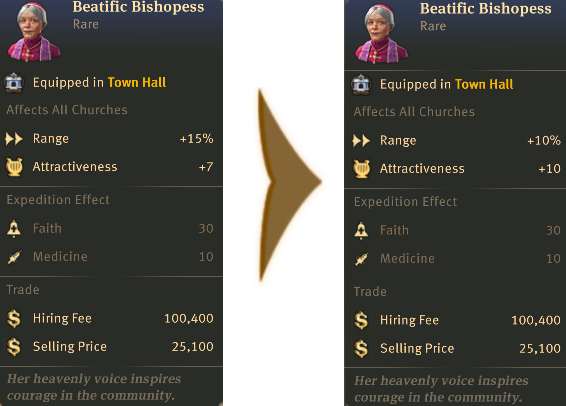 Beatific Bishopess
Rare
Equipped in Town Hall
Affects All Churches
Range +15%
Attractiveness +7
Expedition Effect
Faith 30
Medicine 10
Trade
Hiring Fee 100,400
Selling Price 25,100
Her heavenly voice inspires
courage in the community.
Beatific Bishopess
Rare
Equipped in Town Hall
Affects All Churches
Range +10%
Attractiveness +10
Expedition Effect
Faith 30
Medicine 10
Trade
Hiring Fee 100,400
Selling Price 25,100
Her heavenly voice inspires
courage in the community.